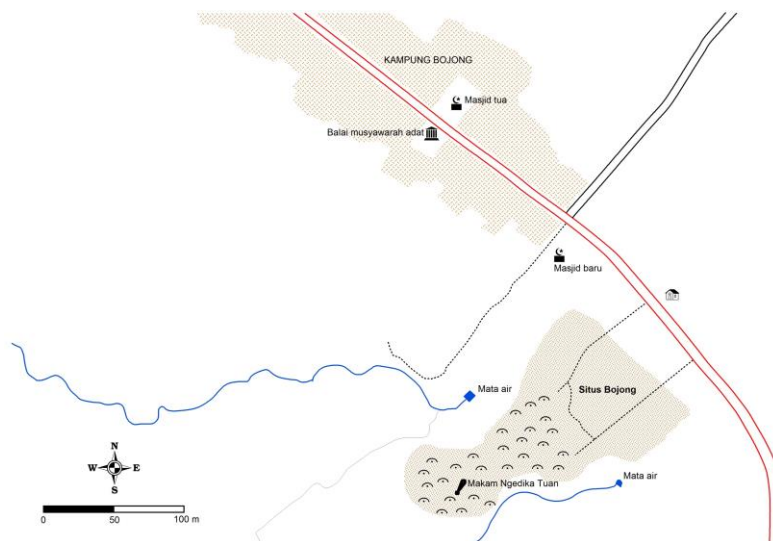 KAMPUNG BOJONG
Masjid tua
Balai musyawarah adat
Masjid baru
Situs Bojong
Mata air
Makam Ngedika Tuan
Mata air
N
W E
S
0 50 100 m